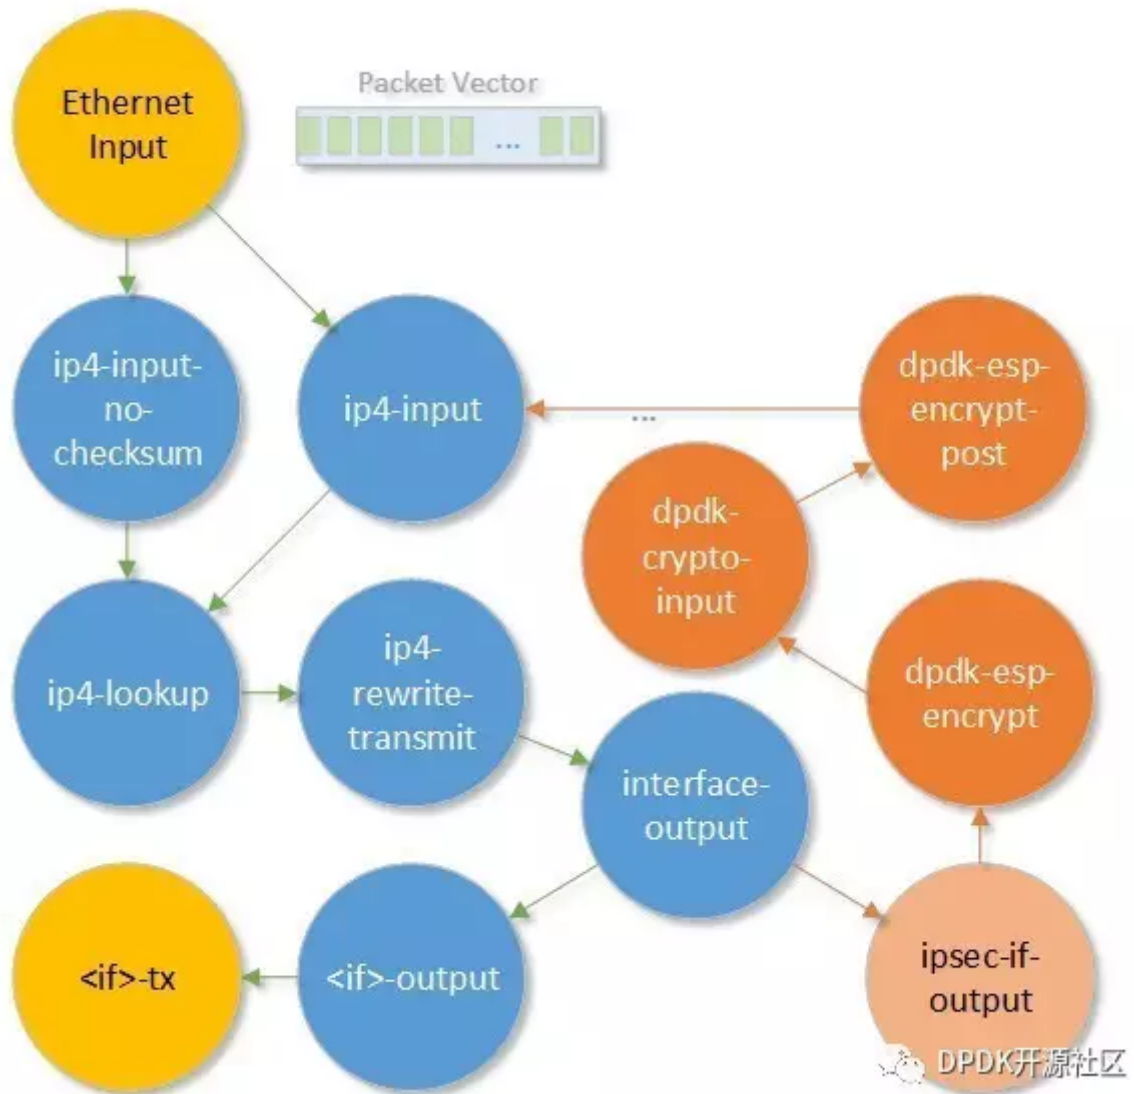 Ethernet
Input
Packet Vector
...
ip4-input-
no-
checksum
ip4-input
...
dpdk-esp-
encrypt-
post
dpdk-
crypto-
input
ip4-lookup
ip4-
rewrite-
transmit
dpdk-esp-
encrypt
interface-
output
<if>-tx
<if>-output
ipsec-if-
output
DPDK开源社区